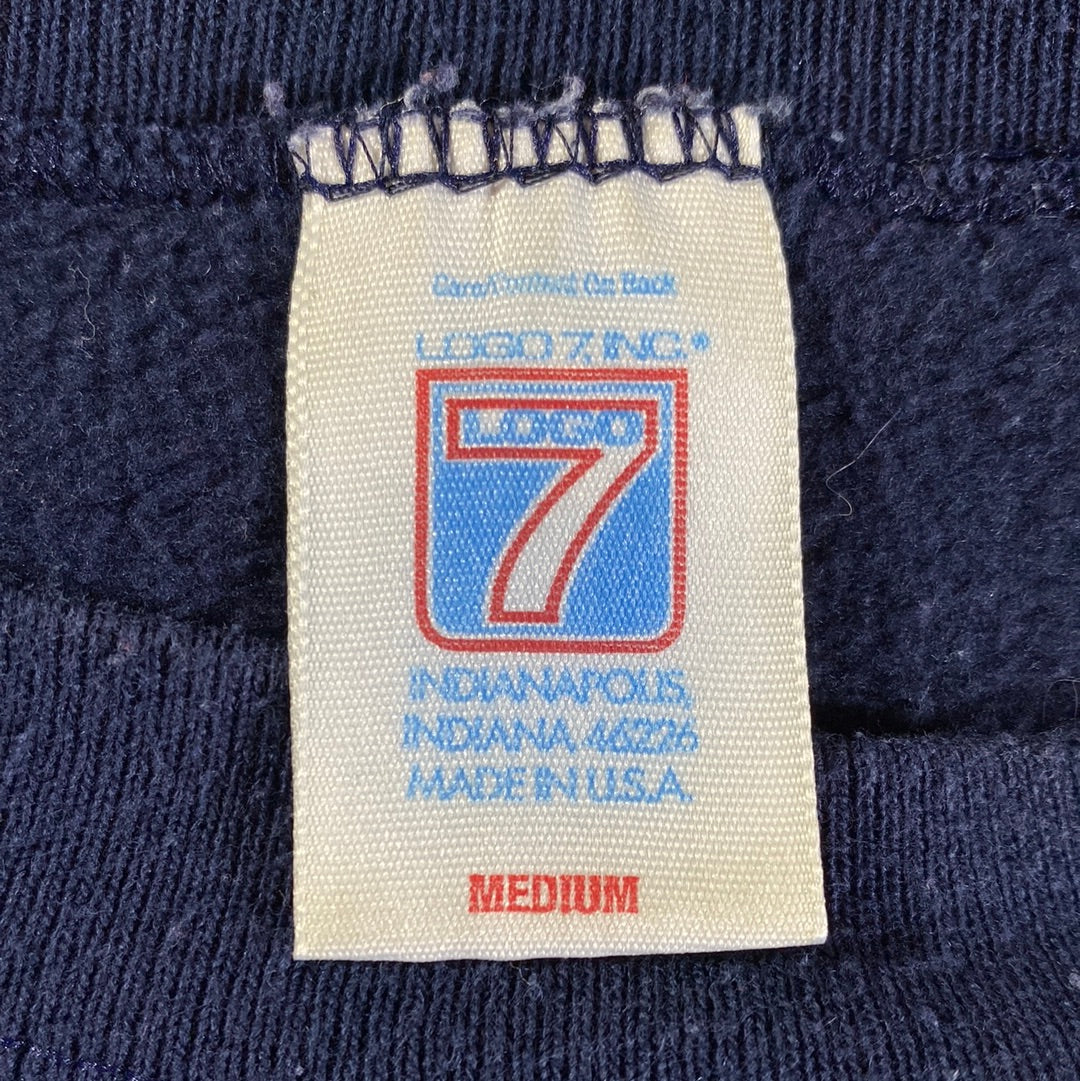 Care/Content On Back
LOGO 7, INC.®
LOGO
7
INDIANAPOLIS,
INDIANA 46226
MADE IN U.S.A.
MEDIUM